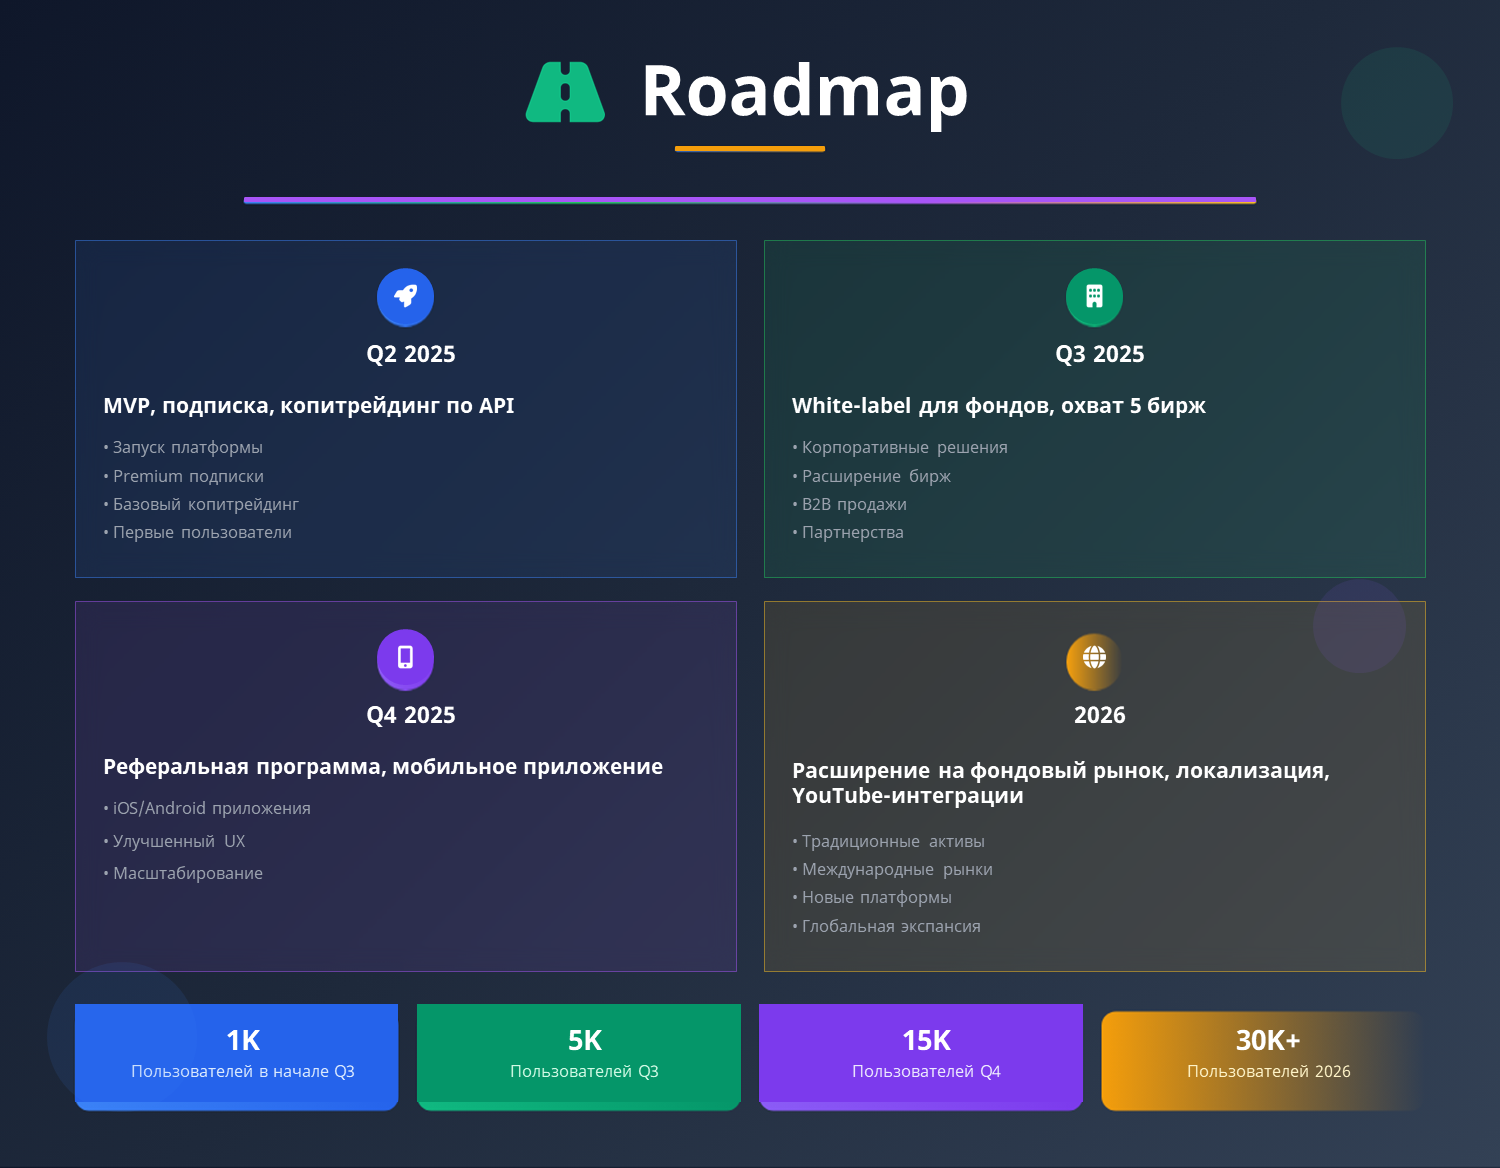 Roadmap
Q2 2025
MVP, подписка, копитрейдинг по API
• Запуск платформы
• Premium подписки
• Базовый копитрейдинг
• Первые пользователи
Q3 2025
White-label для фондов, охват 5 бирж
• Корпоративные решения
• Расширение бирж
• B2B продажи
• Партнерства
Q4 2025
Реферальная программа, мобильное приложение
• iOS/Android приложения
• Улучшенный UX
• Масштабирование
2026
Расширение на фондовый рынок, локализация,
YouTube-интеграции
• Традиционные активы
• Международные рынки
• Новые платформы
• Глобальная экспансия
1K
Пользователей в начале Q3
5K
Пользователей Q3
15K
Пользователей Q4
30K+
Пользователей 2026